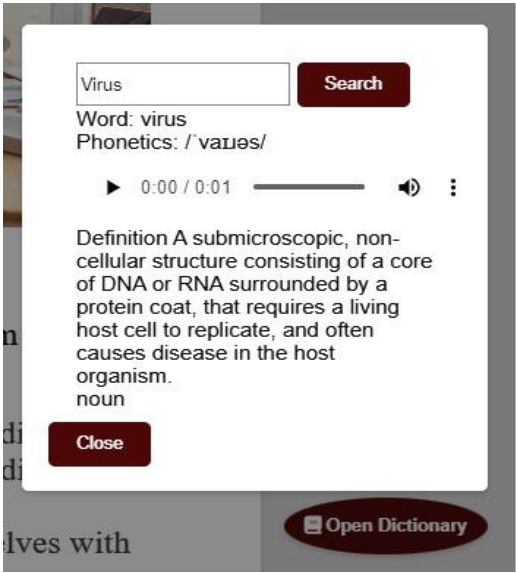 Virus
Search
Word: virus
Phonetics: /ˈvaɪɹəs/
0:00 / 0:01
Definition A submicroscopic, non-
cellular structure consisting of a core
of DNA or RNA surrounded by a
protein coat, that requires a living
host cell to replicate, and often
causes disease in the host
organism.
noun
Close
Open Dictionary
elves with